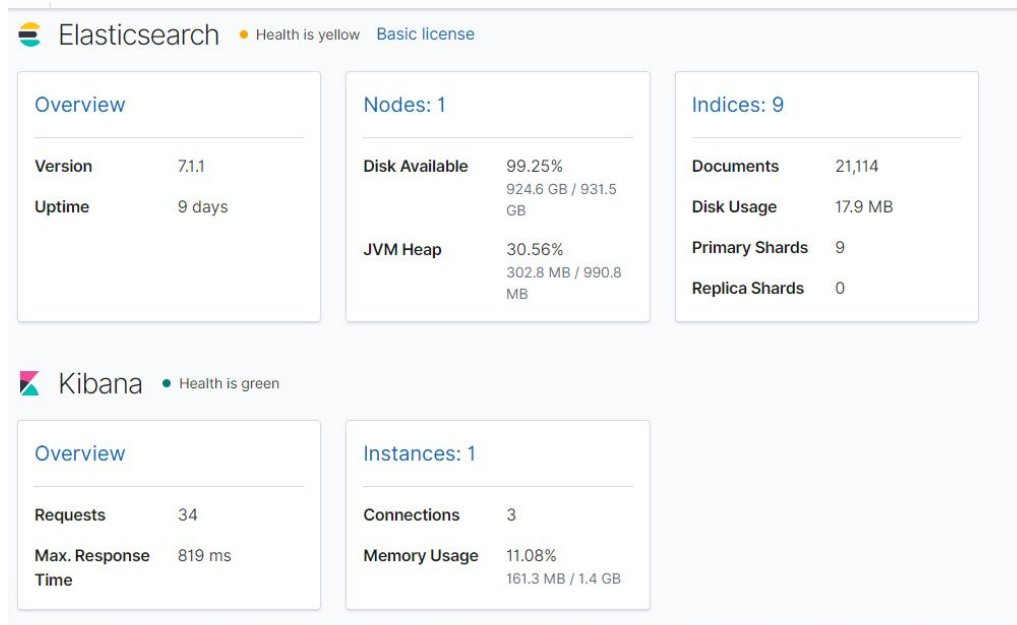 Elasticsearch Health is yellow Basic license
Overview
Version 7.1.1
Uptime 9 days
Nodes: 1
Disk Available 99.25%
924.6 GB / 931.5
GB
JVM Heap 30.56%
302.8 MB / 990.8
MB
Indices: 9
Documents 21,114
Disk Usage 17.9 MB
Primary Shards 9
Replica Shards 0
Kibana Health is green
Overview
Requests 34
Max. Response 819 ms
Time
Instances: 1
Connections 3
Memory Usage 11.08%
161.3 MB / 1.4 GB